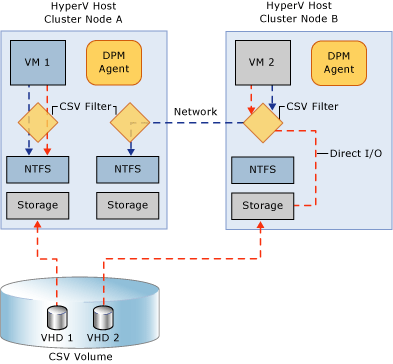 HyperV Host
Cluster Node A
HyperV Host
Cluster Node B
VM 1
DPM
Agent
VM 2
DPM
Agent
CSV Filter
Network
CSV Filter
Direct I/O
NTFS
NTFS
NTFS
Storage
Storage
Storage
VHD 1
VHD 2
CSV Volume